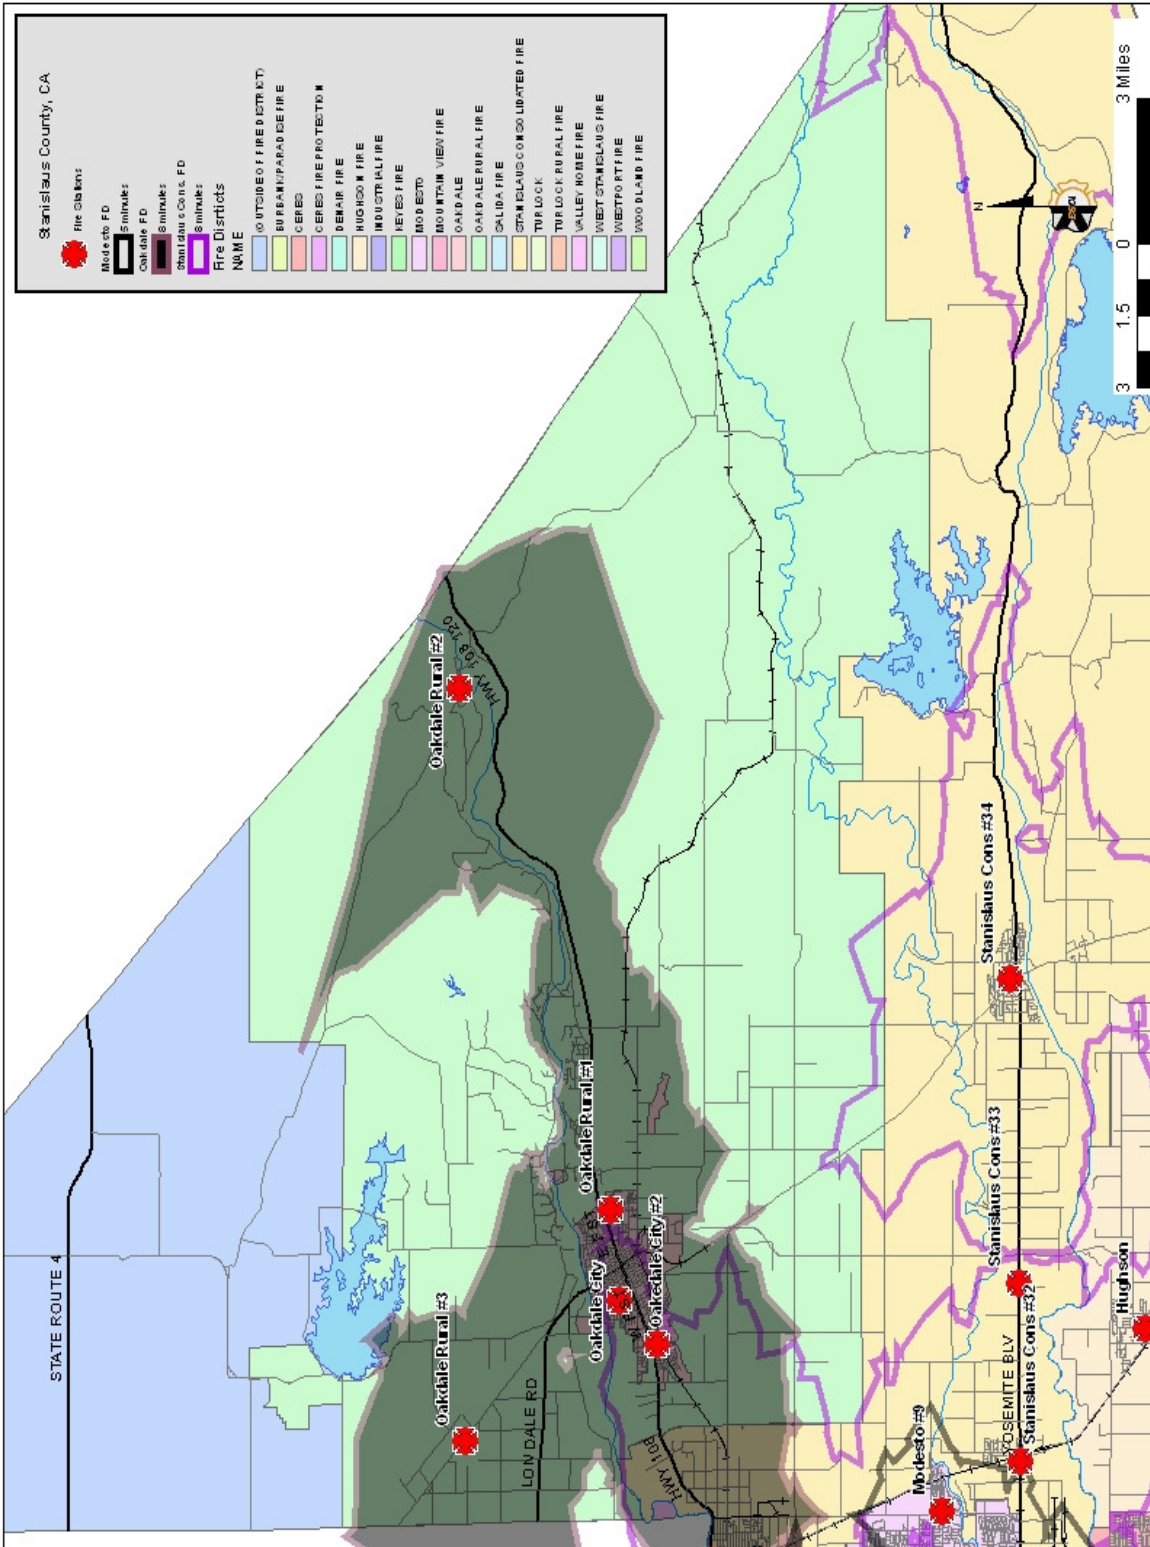 Stanislaus County, CA
Fire Stations
Modesto FD
5 minutes
Oakdale FD
8 minutes
Stanislaus Cons. FD
8 minutes
Fire Disrticts
NAME
(OUTSIDE OF FIRE DISTRICT)
BURBANK/PARADISE FIRE
CERES
CERES FIRE PROTECTION
DENAIR FIRE
HUGHSON FIRE
INDUSTRIAL FIRE
KEYES FIRE
MODESTO
MOUNTAIN VIEW FIRE
OAKDALE
OAKDALE RURAL FIRE
SALIDA FIRE
STANISLAUS CONSOLIDATED FIRE
TURLOCK
TURLOCK RURAL FIRE
VALLEY HOME FIRE
WEST STANISLAUS FIRE
WESTPORT FIRE
WOODLAND FIRE
STATE ROUTE 4
Oakdale Rural #2
HWY 108 120
Oakdale Rural #3
LONDALE RD
Oakdale Rural #1
Oakdale City
Oakedale City #2
HWY 108
Stanislaus Cons #34
Stanislaus Cons #33
Stanislaus Cons #32
YOSEMITE BLV
Modesto #9
Hughson
N
3 1.5 0 3 Miles